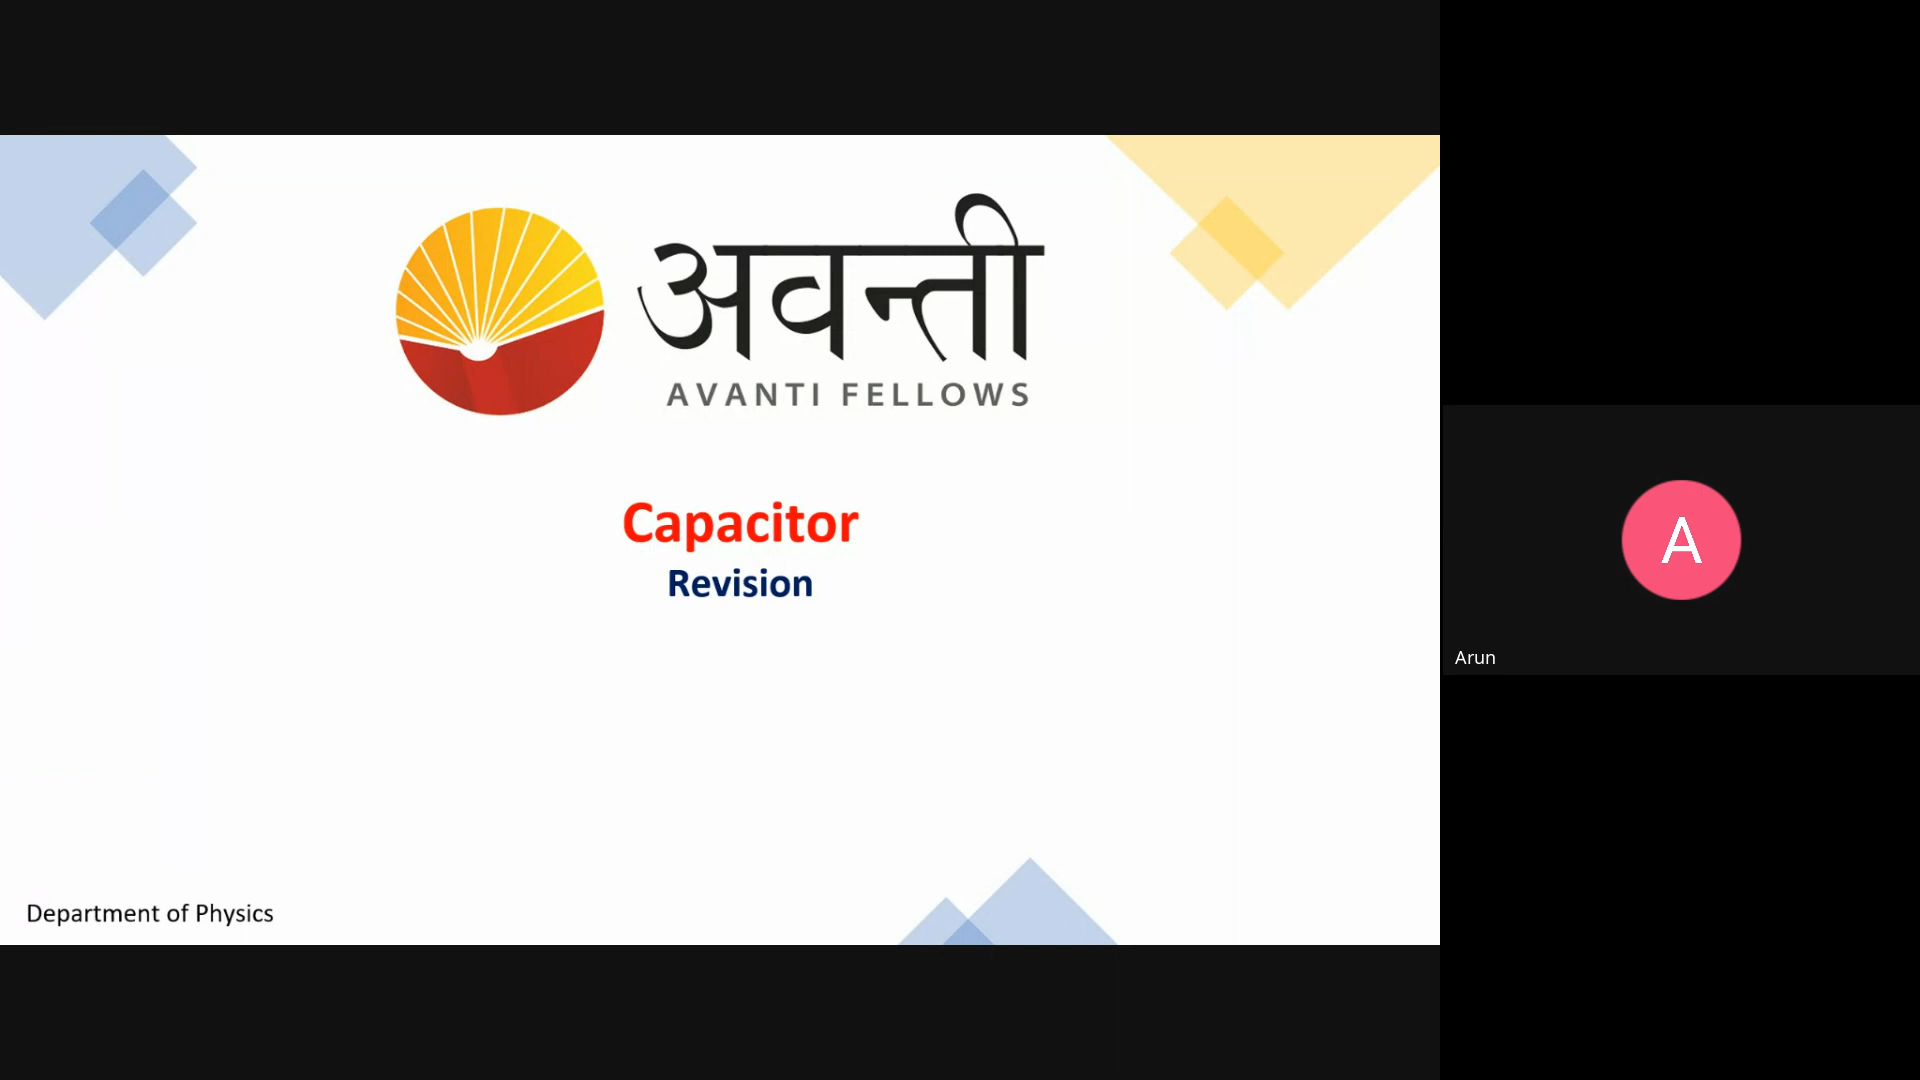 अवन्ती
AVANTI FELLOWS
Capacitor
Revision
Department of Physics
A
Arun